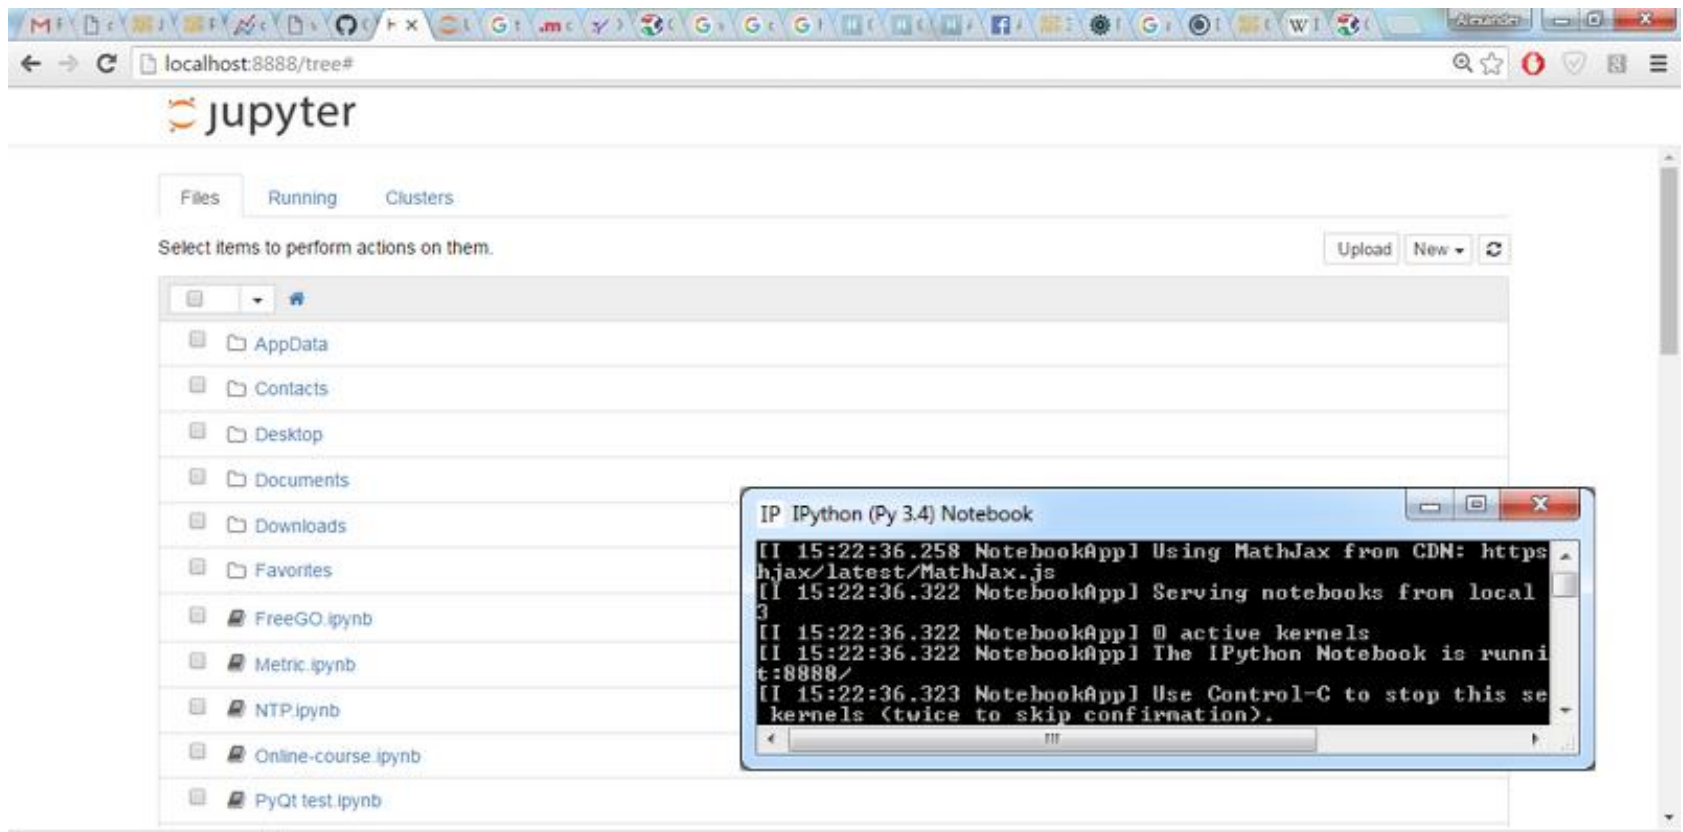 Alexander
localhost:8888/tree#
jupyter
Files Running Clusters
Select items to perform actions on them.
Upload New
AppData
Contacts
Desktop
Documents
Downloads
Favorites
FreeGO.ipynb
Metric.ipynb
NTP.ipynb
Online-course.ipynb
PyQt test.ipynb
IP IPython (Py 3.4) Notebook
[I 15:22:36.258 NotebookApp] Using MathJax from CDN: https
hjax/latest/MathJax.js
[I 15:22:36.322 NotebookApp] Serving notebooks from local
3
[I 15:22:36.322 NotebookApp] 0 active kernels
[I 15:22:36.322 NotebookApp] The IPython Notebook is runni
t:8888/
[I 15:22:36.323 NotebookApp] Use Control-C to stop this se
kernels (twice to skip confirmation).